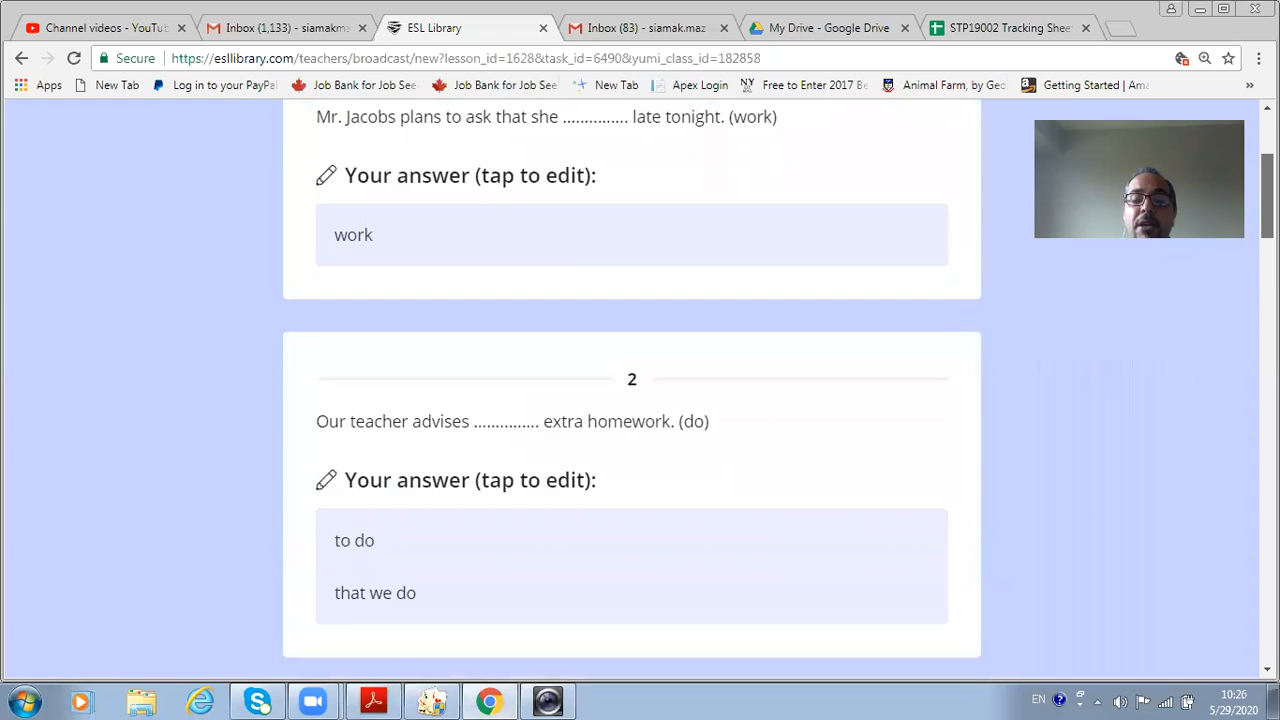 Channel videos - YouTu
Inbox (1,133) - siamakm
ESL Library
Inbox (83) - siamak.maz
My Drive - Google Drive
STP19002 Tracking Shee
Secure
https://esllibrary.com/teachers/broadcast/new?lesson_id=1628&task_id=6490&yumi_class_id=182858
Apps
New Tab
Log in to your PayPal
Job Bank for Job See
Job Bank for Job See
New Tab
Apex Login
Free to Enter 2017 Be
Animal Farm, by Geo
Getting Started | Am
»
Mr. Jacobs plans to ask that she ............... late tonight. (work)
Your answer (tap to edit):
work
2
Our teacher advises ............... extra homework. (do)
Your answer (tap to edit):
to do
that we do
EN
10:26
5/29/2020